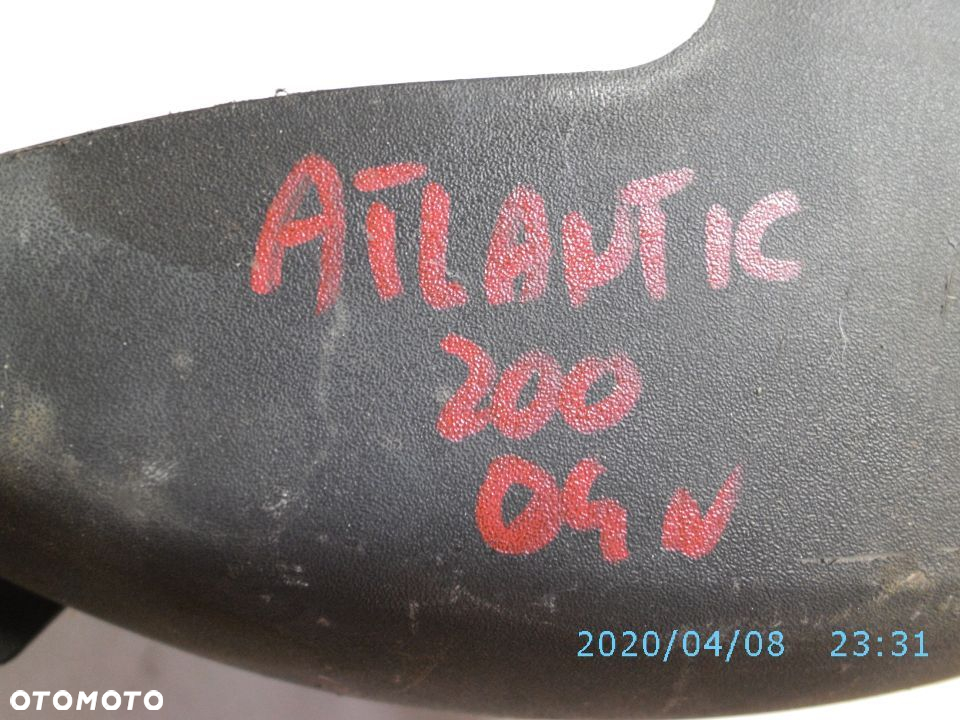 ATLANTIC
200
04 N
2020/04/08 23:31
OTOMOTO